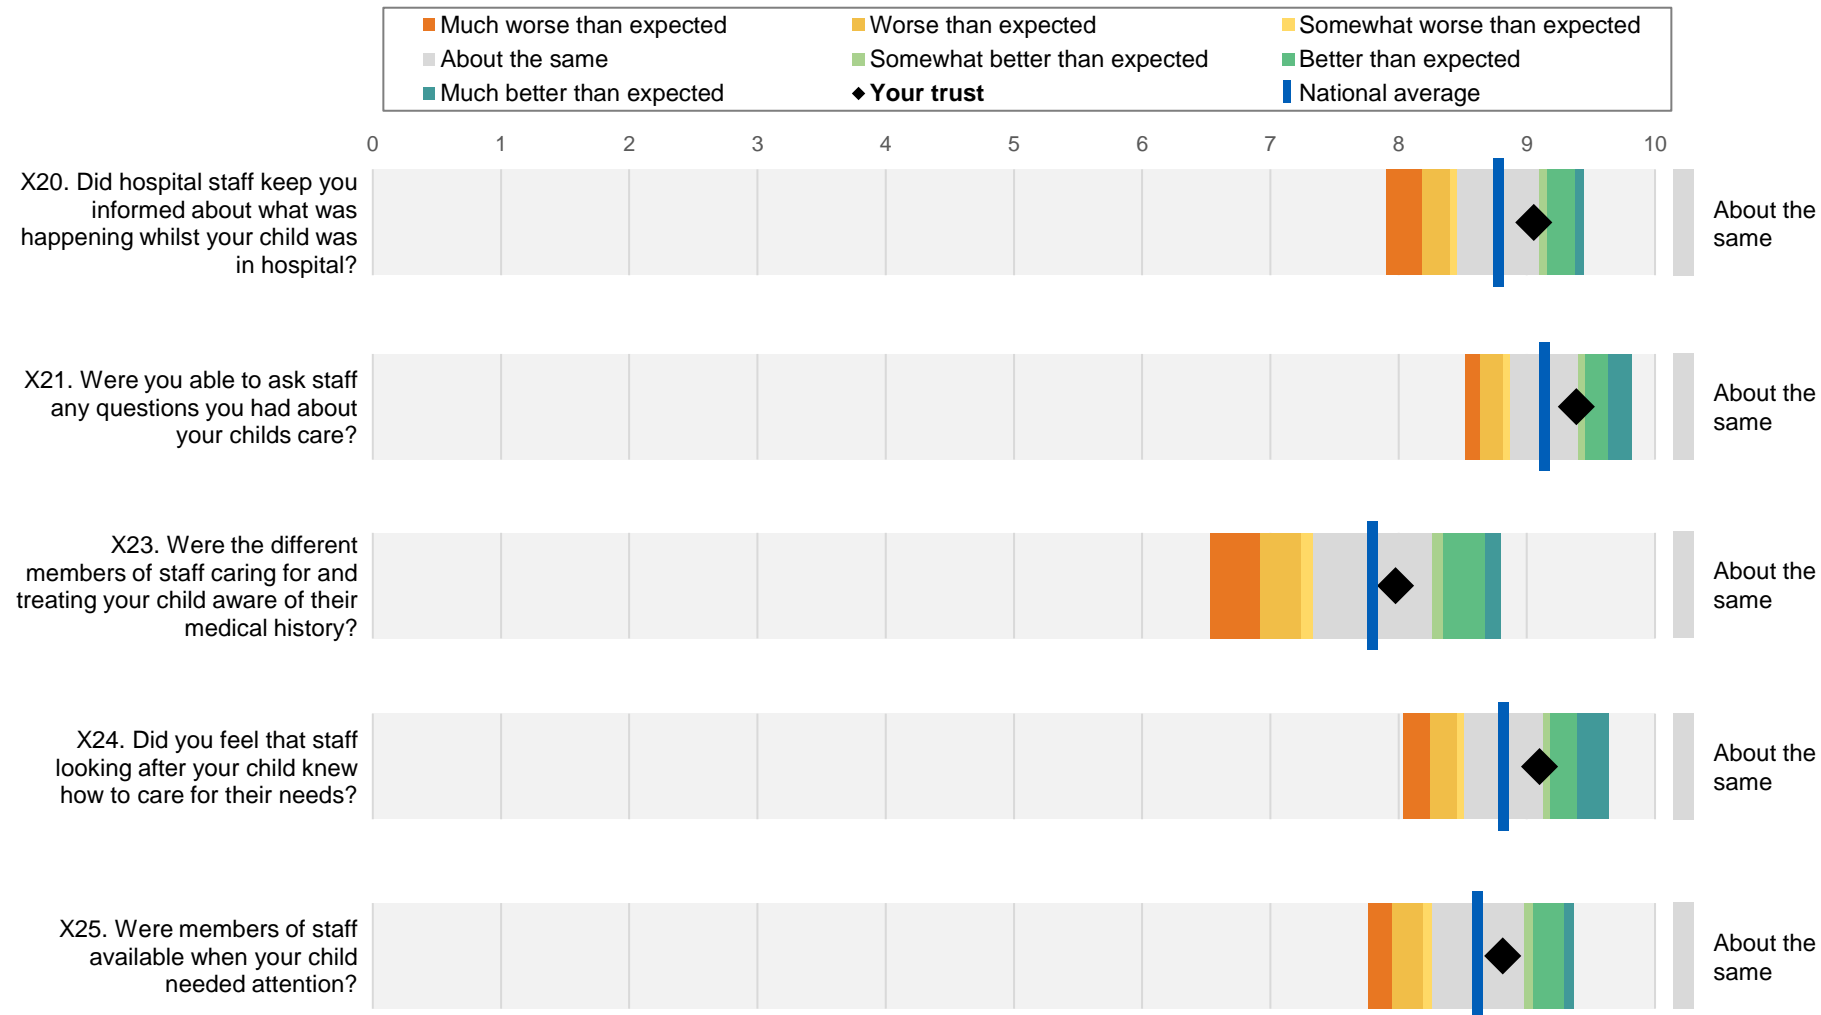 Much worse than expected
Worse than expected
Somewhat worse than expected
About the same
Somewhat better than expected
Better than expected
Much better than expected
Your trust
National average
0 1 2 3 4 5 6 7 8 9 10
X20. Did hospital staff keep you
informed about what was
happening whilst your child was
in hospital?
About the
same
X21. Were you able to ask staff
any questions you had about
your childs care?
About the
same
X23. Were the different
members of staff caring for and
treating your child aware of their
medical history?
About the
same
X24. Did you feel that staff
looking after your child knew
how to care for their needs?
About the
same
X25. Were members of staff
available when your child
needed attention?
About the
same